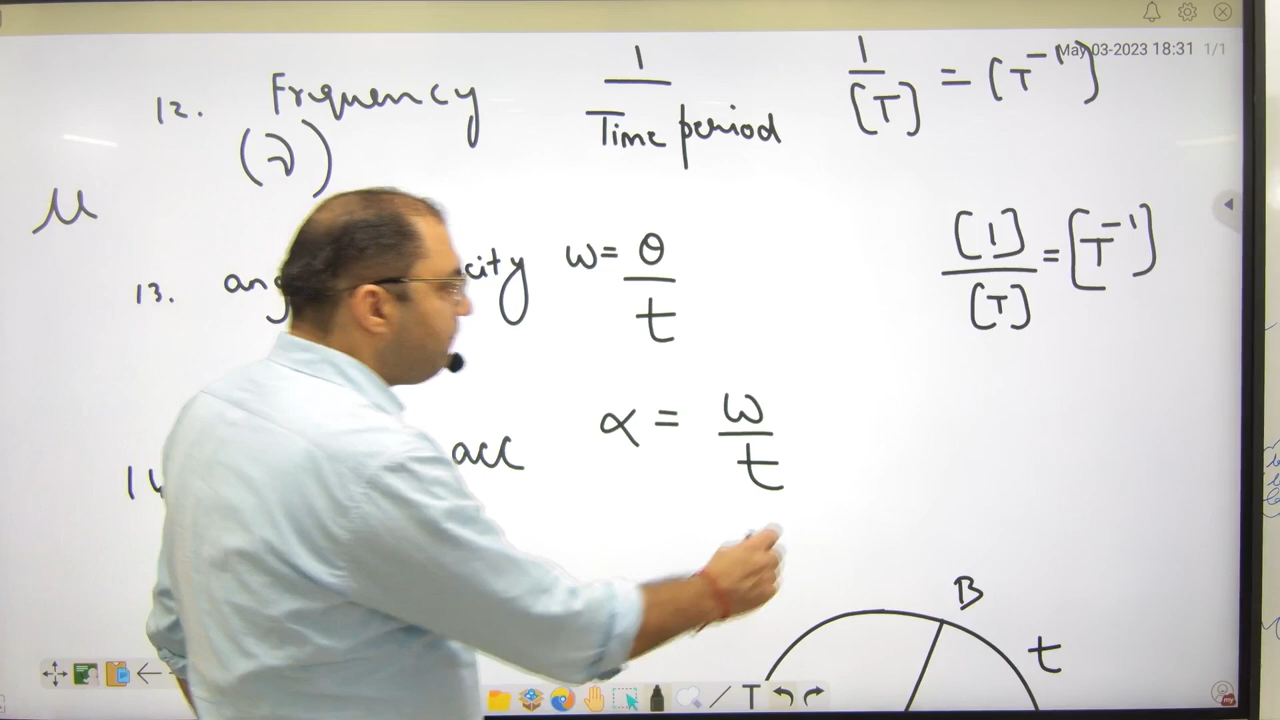 May 03-2023 18:31 1/1
12. Frequency 1/Time period 1/[T] = [T⁻¹]
(ν)
μ
13. ang city ω = θ/t [1]/[T] = [T⁻¹]
14 acc α = ω/t
B
t
T